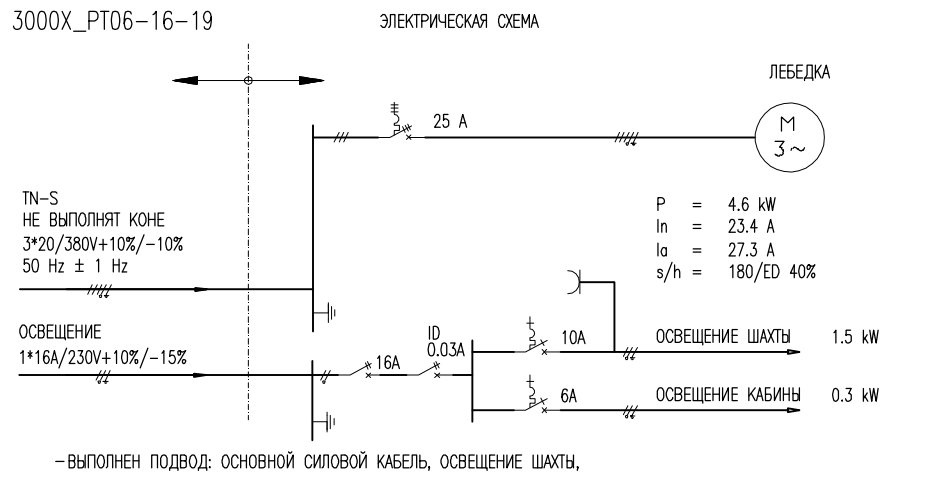 3000X_PT06-16-19
ЭЛЕКТРИЧЕСКАЯ СХЕМА
ЛЕБЕДКА
25 A
M
3~
TN-S
НЕ ВЫПОЛНЯТ КОНЕ
3*20/380V+10%/-10%
50 Hz ± 1 Hz
P = 4.6 kW
In = 23.4 A
Ia = 27.3 A
s/h = 180/ED 40%
ОСВЕЩЕНИЕ
1*16A/230V+10%/-15%
16A
ID
0.03A
10A
ОСВЕЩЕНИЕ ШАХТЫ 1.5 kW
6A
ОСВЕЩЕНИЕ КАБИНЫ 0.3 kW
-ВЫПОЛНЕН ПОДВОД: ОСНОВНОЙ СИЛОВОЙ КАБЕЛЬ, ОСВЕЩЕНИЕ ШАХТЫ,